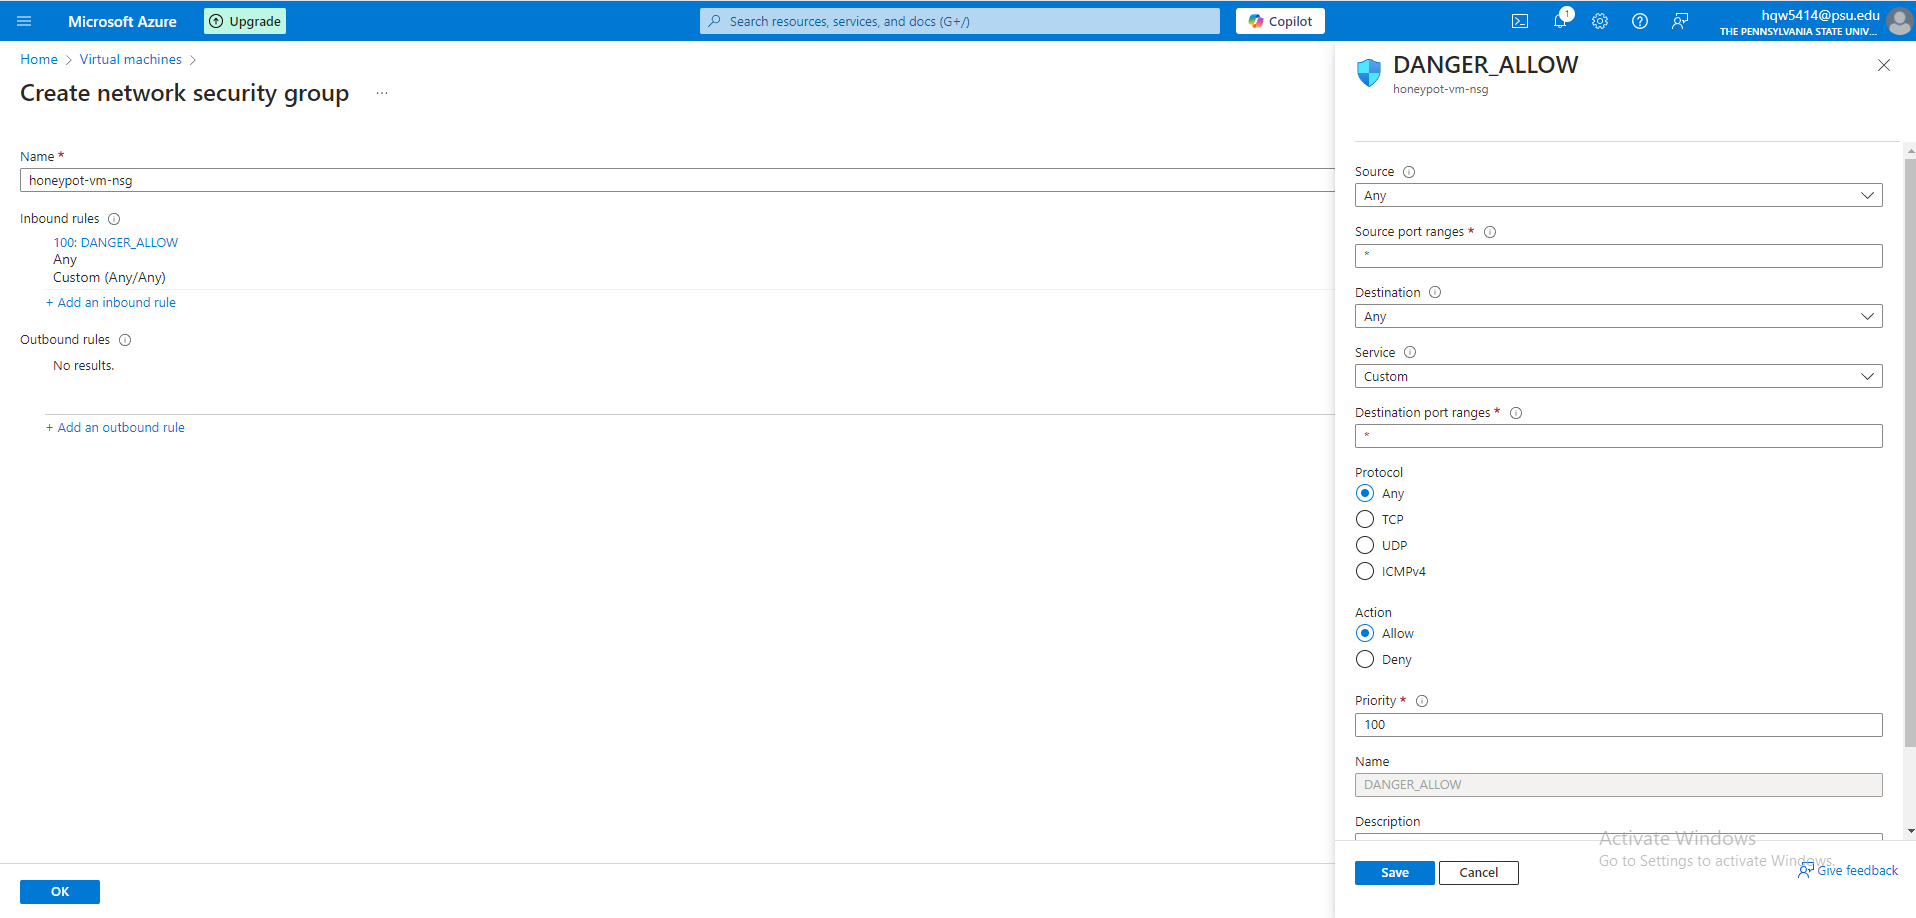 Microsoft Azure
Upgrade
Search resources, services, and docs (G+/)
Copilot
1
hqw5414@psu.edu
THE PENNSYLVANIA STATE UNIV...
Home > Virtual machines >
Create network security group ...
Name *
honeypot-vm-nsg
Inbound rules
100: DANGER_ALLOW
Any
Custom (Any/Any)
+ Add an inbound rule
Outbound rules
No results.
+ Add an outbound rule
OK
DANGER_ALLOW
honeypot-vm-nsg
Source
Any
Source port ranges *
*
Destination
Any
Service
Custom
Destination port ranges *
*
Protocol
Any
TCP
UDP
ICMPv4
Action
Allow
Deny
Priority *
100
Name
DANGER_ALLOW
Description
Activate Windows
Go to Settings to activate Windows.
Save
Cancel
Give feedback